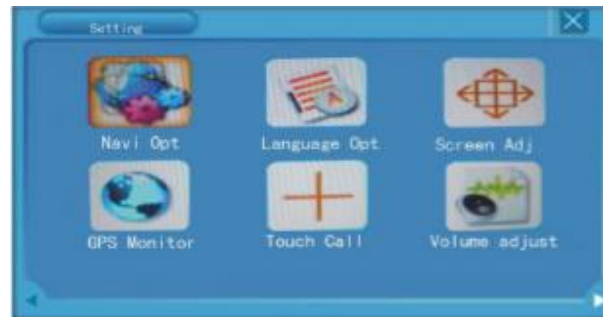 Setting
Navi Opt
Language Opt
Screen Adj
GPS Monitor
Touch Call
Volume adjust